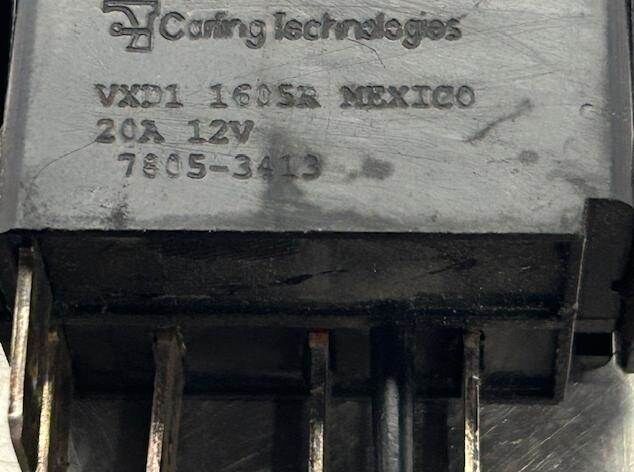 Carling Technologies
VXD1 1605R MEXICO
20A 12V
7805-3413